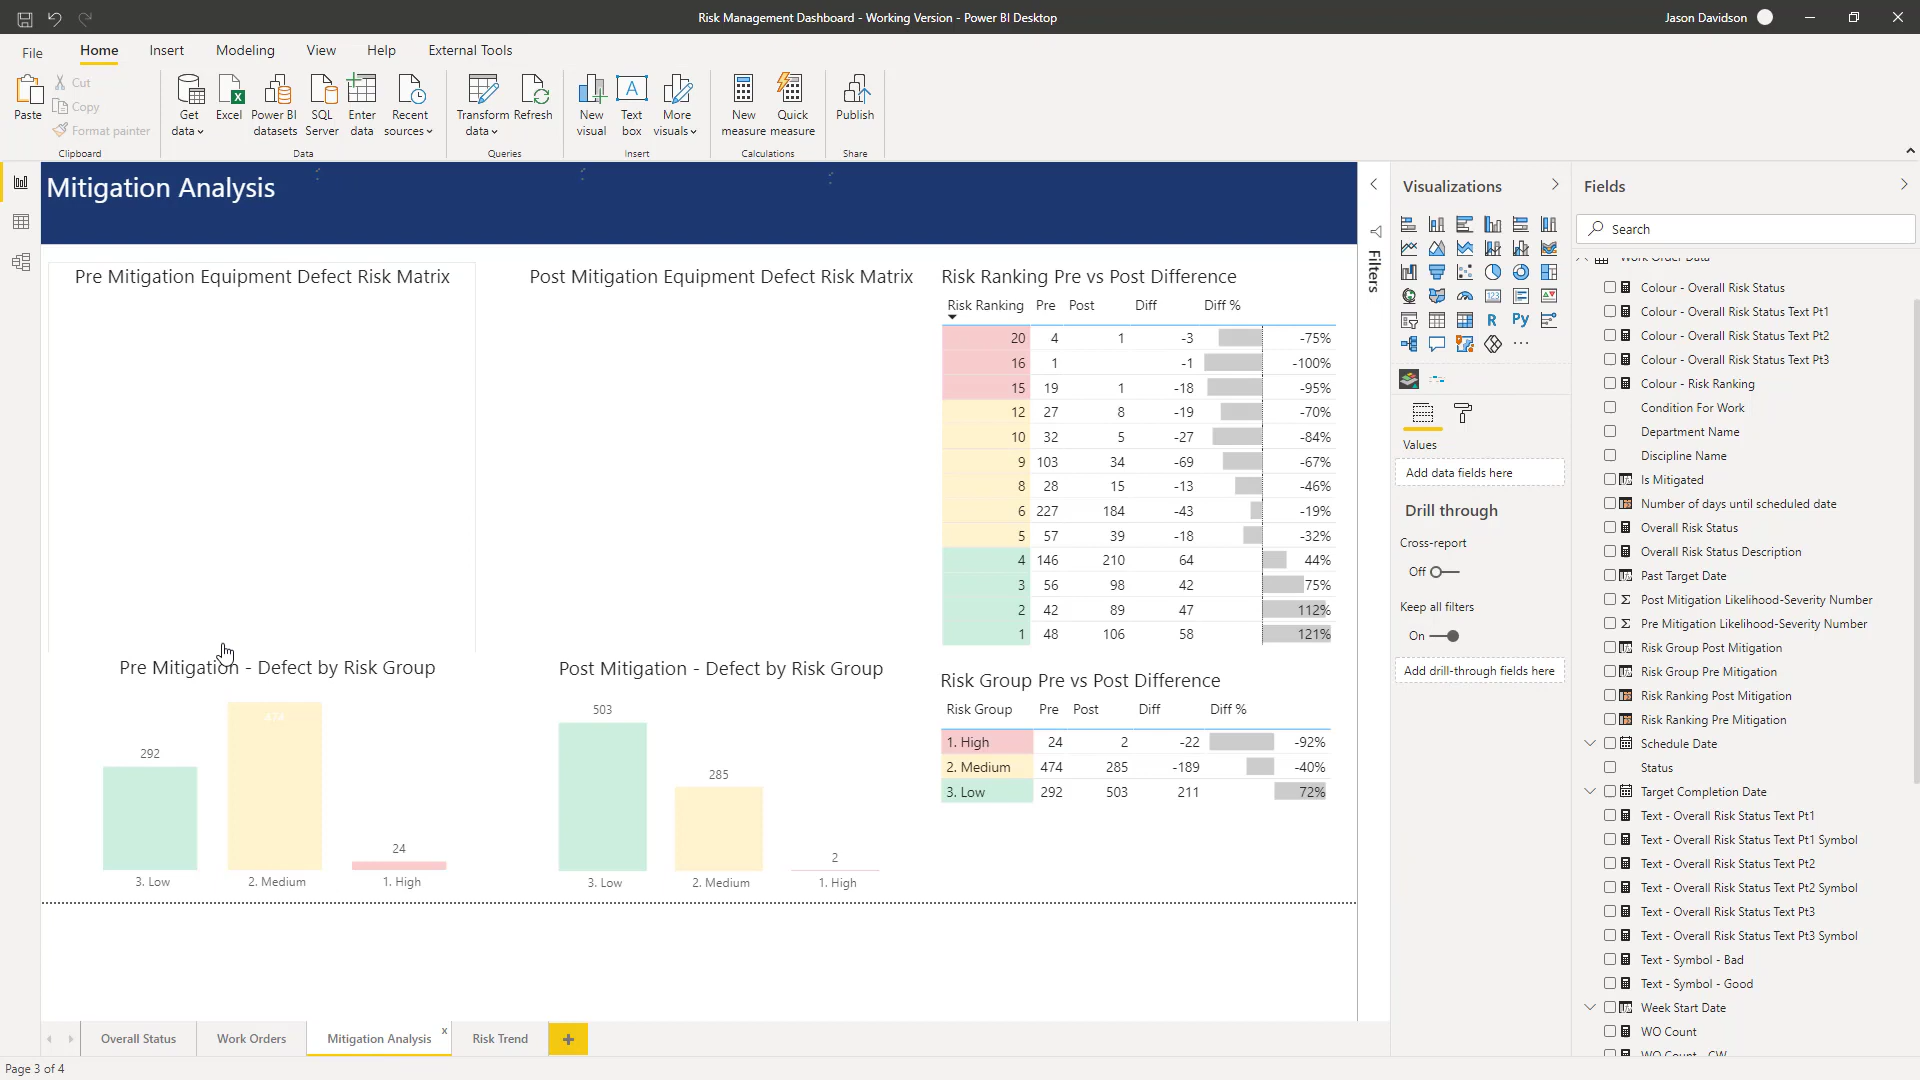 Risk Management Dashboard - Working Version - Power BI Desktop
Jason Davidson
File
Home
Insert
Modeling
View
Help
External Tools
Paste
Cut
Copy
Format painter
Clipboard
Get data
Excel
Power BI datasets
SQL Server
Enter data
Recent sources
Data
Transform data
Refresh
Queries
New visual
Text box
More visuals
Insert
New measure
Quick measure
Calculations
Publish
Share
Mitigation Analysis
Pre Mitigation Equipment Defect Risk Matrix
Post Mitigation Equipment Defect Risk Matrix
Risk Ranking Pre vs Post Difference
Risk Ranking Pre Post Diff Diff %
20 4 1 -3 -75%
16 1 -1 -100%
15 19 1 -18 -95%
12 27 8 -19 -70%
10 32 5 -27 -84%
9 103 34 -69 -67%
8 28 15 -13 -46%
6 227 184 -43 -19%
5 57 39 -18 -32%
4 146 210 64 44%
3 56 98 42 75%
2 42 89 47 112%
1 48 106 58 121%
Pre Mitigation - Defect by Risk Group
292
474
24
3. Low
2. Medium
1. High
Post Mitigation - Defect by Risk Group
503
285
2
3. Low
2. Medium
1. High
Risk Group Pre vs Post Difference
Risk Group Pre Post Diff Diff %
1. High 24 2 -22 -92%
2. Medium 474 285 -189 -40%
3. Low 292 503 211 72%
Filters
Visualizations
R
Py
123
Values
Add data fields here
Drill through
Cross-report
Off
Keep all filters
On
Add drill-through fields here
Fields
Search
Work Order Data
Colour - Overall Risk Status
Colour - Overall Risk Status Text Pt1
Colour - Overall Risk Status Text Pt2
Colour - Overall Risk Status Text Pt3
Colour - Risk Ranking
Condition For Work
Department Name
Discipline Name
Is Mitigated
Number of days until scheduled date
Overall Risk Status
Overall Risk Status Description
Past Target Date
Post Mitigation Likelihood-Severity Number
Pre Mitigation Likelihood-Severity Number
Risk Group Post Mitigation
Risk Group Pre Mitigation
Risk Ranking Post Mitigation
Risk Ranking Pre Mitigation
Schedule Date
Status
Target Completion Date
Text - Overall Risk Status Text Pt1
Text - Overall Risk Status Text Pt1 Symbol
Text - Overall Risk Status Text Pt2
Text - Overall Risk Status Text Pt2 Symbol
Text - Overall Risk Status Text Pt3
Text - Overall Risk Status Text Pt3 Symbol
Text - Symbol - Bad
Text - Symbol - Good
Week Start Date
WO Count
WO Count - CW
Overall Status
Work Orders
Mitigation Analysis
x
Risk Trend
Page 3 of 4